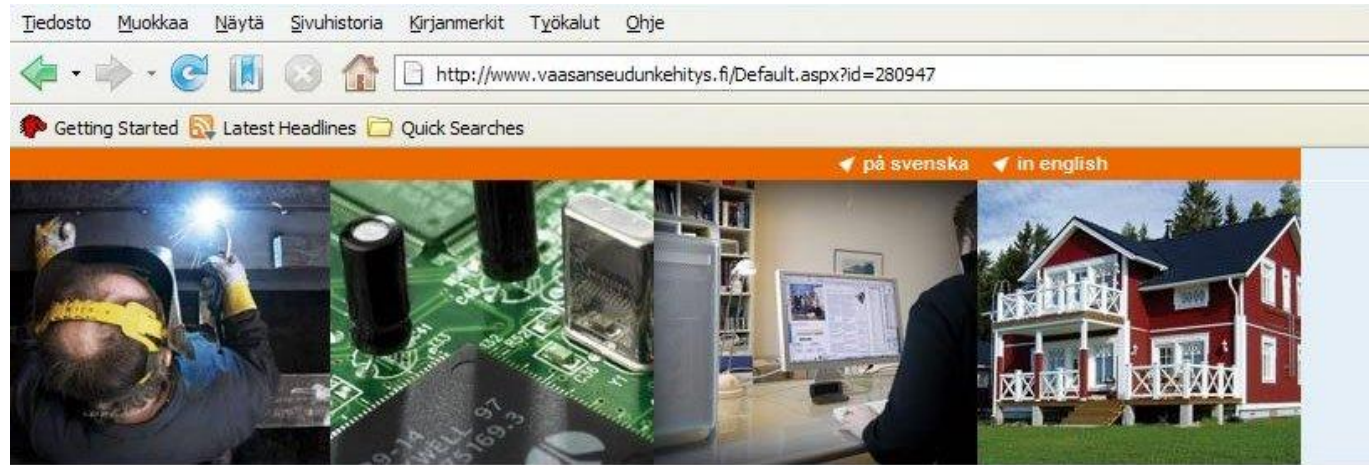 Tiedosto Muokkaa Näytä Sivuhistoria Kirjanmerkit Työkalut Ohje
http://www.vaasanseudunkehitys.fi/Default.aspx?id=280947
Getting Started Latest Headlines Quick Searches
på svenska in english